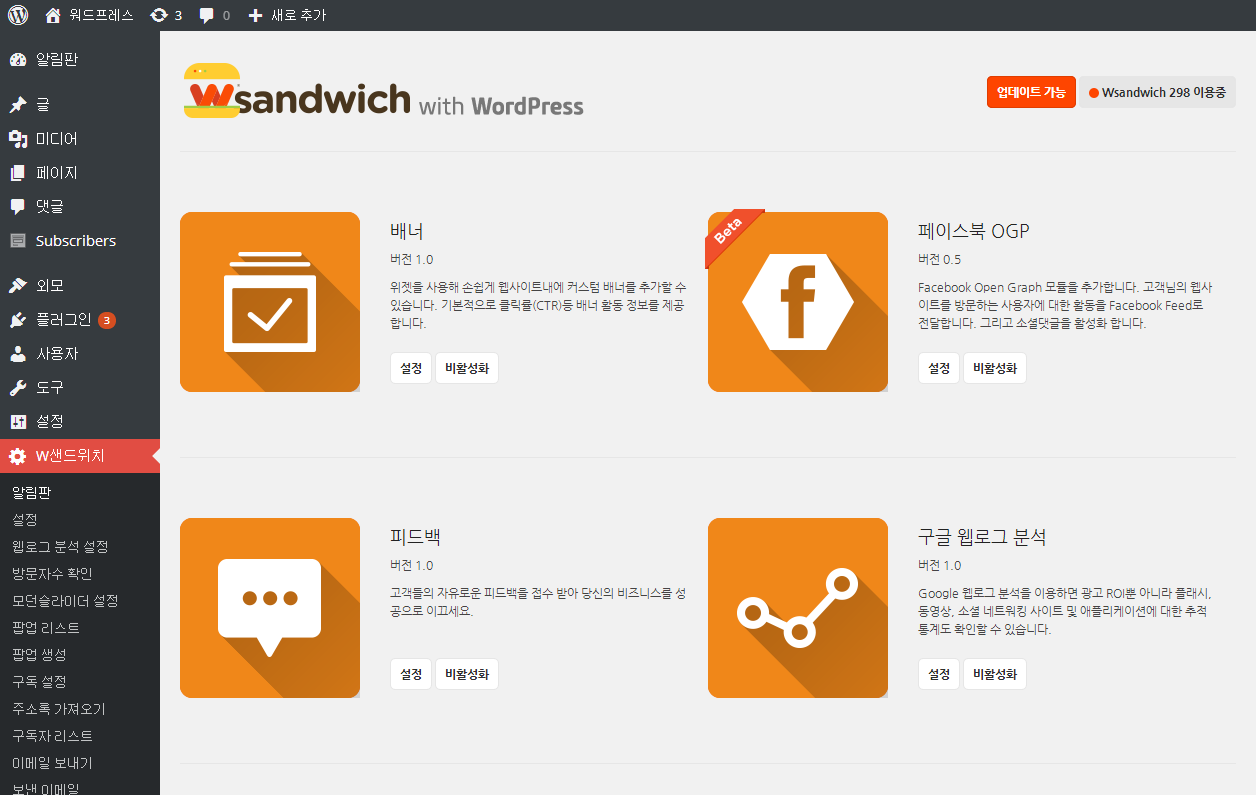 워드프레스
3
0
새로 추가
알림판
글
미디어
페이지
댓글
Subscribers
외모
플러그인 3
사용자
도구
설정
W샌드위치
알림판
설정
웹로그 분석 설정
방문자수 확인
모던슬라이더 설정
팝업 리스트
팝업 생성
구독 설정
주소록 가져오기
구독자 리스트
이메일 보내기
보낸 이메일
Wsandwich with WordPress
업데이트 가능
Wsandwich 298 이용중
배너
버전 1.0
위젯을 사용해 손쉽게 웹사이트내에 커스텀 배너를 추가할 수
있습니다. 기본적으로 클릭률(CTR)등 배너 활동 정보를 제공
합니다.
설정
비활성화
Beta
페이스북 OGP
버전 0.5
Facebook Open Graph 모듈을 추가합니다. 고객님의 웹사
이트를 방문하는 사용자에 대한 활동을 Facebook Feed로
전달합니다. 그리고 소셜댓글을 활성화 합니다.
설정
비활성화
피드백
버전 1.0
고객들의 자유로운 피드백을 접수 받아 당신의 비즈니스를 성
공으로 이끄세요.
설정
비활성화
구글 웹로그 분석
버전 1.0
Google 웹로그 분석을 이용하면 광고 ROI뿐 아니라 플래시,
동영상, 소셜 네트워킹 사이트 및 애플리케이션에 대한 추적
통계도 확인할 수 있습니다.
설정
비활성화